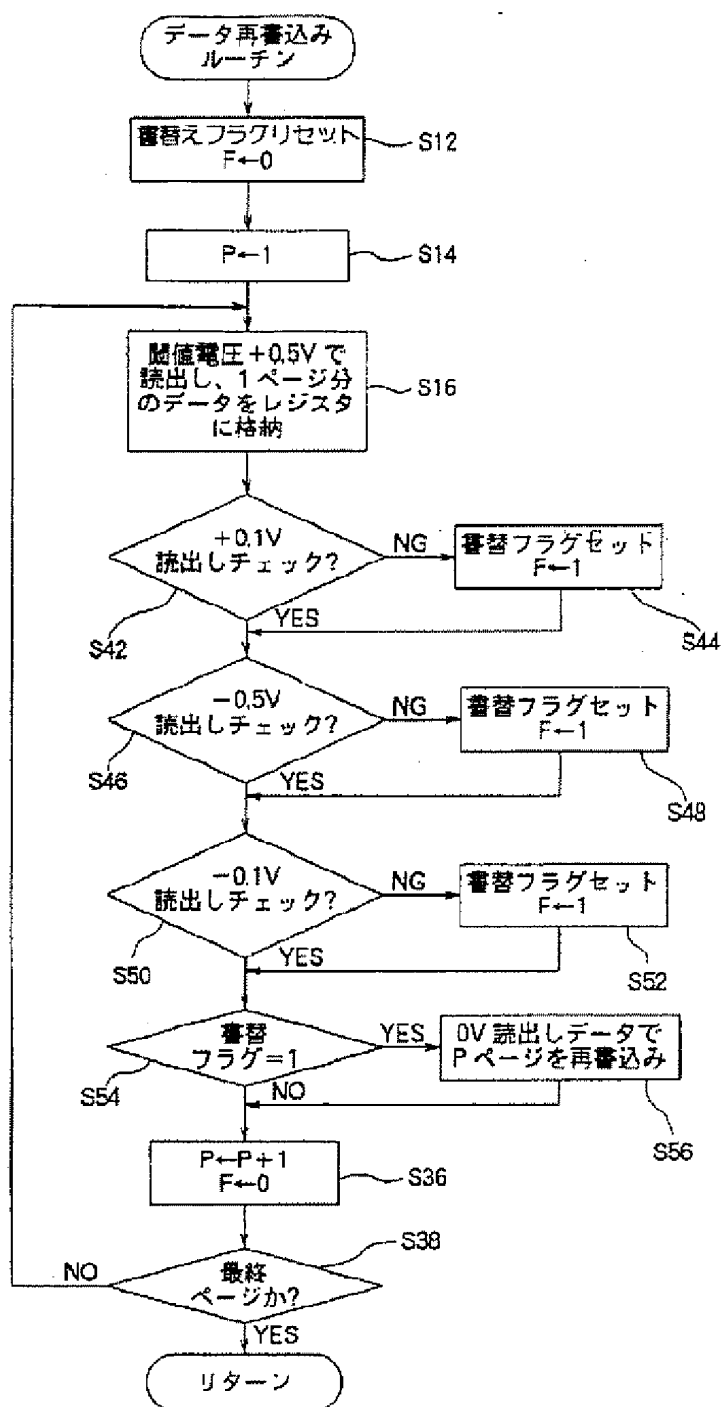 データ再書込み
ルーチン
書替えフラグリセット
F←0
S12
P←1
S14
閾値電圧+0.5Vで
読出し、1ページ分
のデータをレジスタ
に格納
S16
+0.1V
読出しチェック?
NG
書替フラグセット
F←1
YES
S42
S44
−0.5V
読出しチェック?
NG
書替フラグセット
F←1
YES
S46
S48
−0.1V
読出しチェック?
NG
書替フラグセット
F←1
YES
S50
S52
書替
フラグ=1
YES
0V読出しデータで
Pページを再書込み
NO
S54
S56
P←P+1
F←0
S36
S38
最終
ページか?
NO
YES
リターン